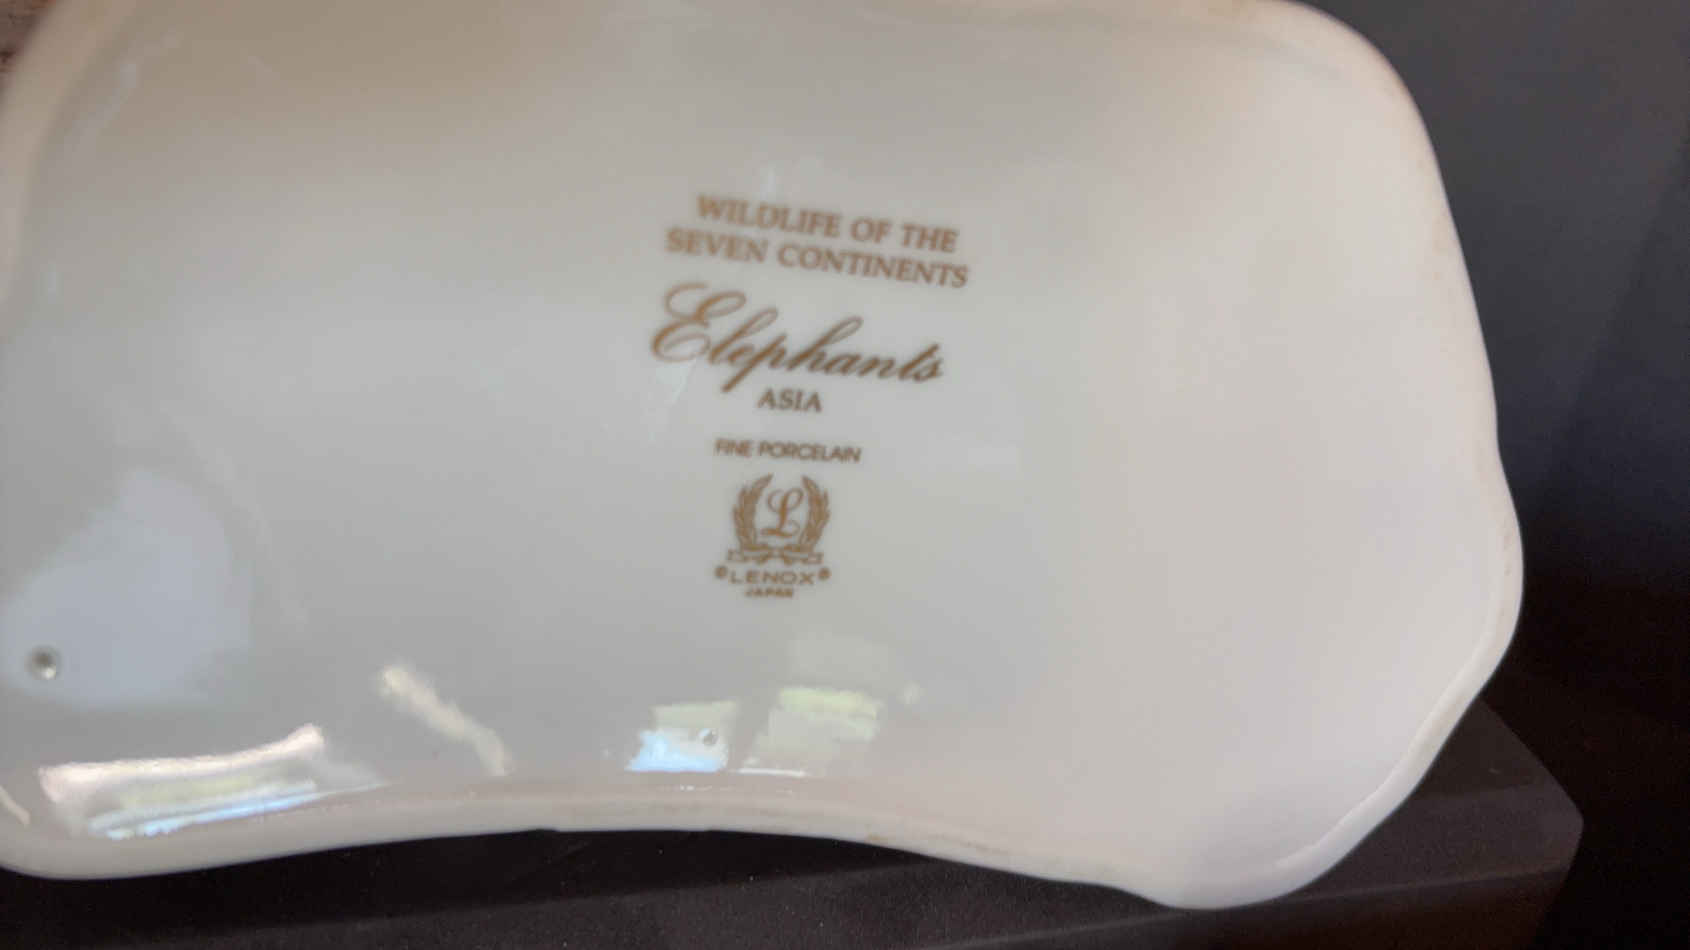 WILDLIFE OF THE
SEVEN CONTINENTS
Elephants
ASIA
FINE PORCELAIN
L
©LENOX®
JAPAN